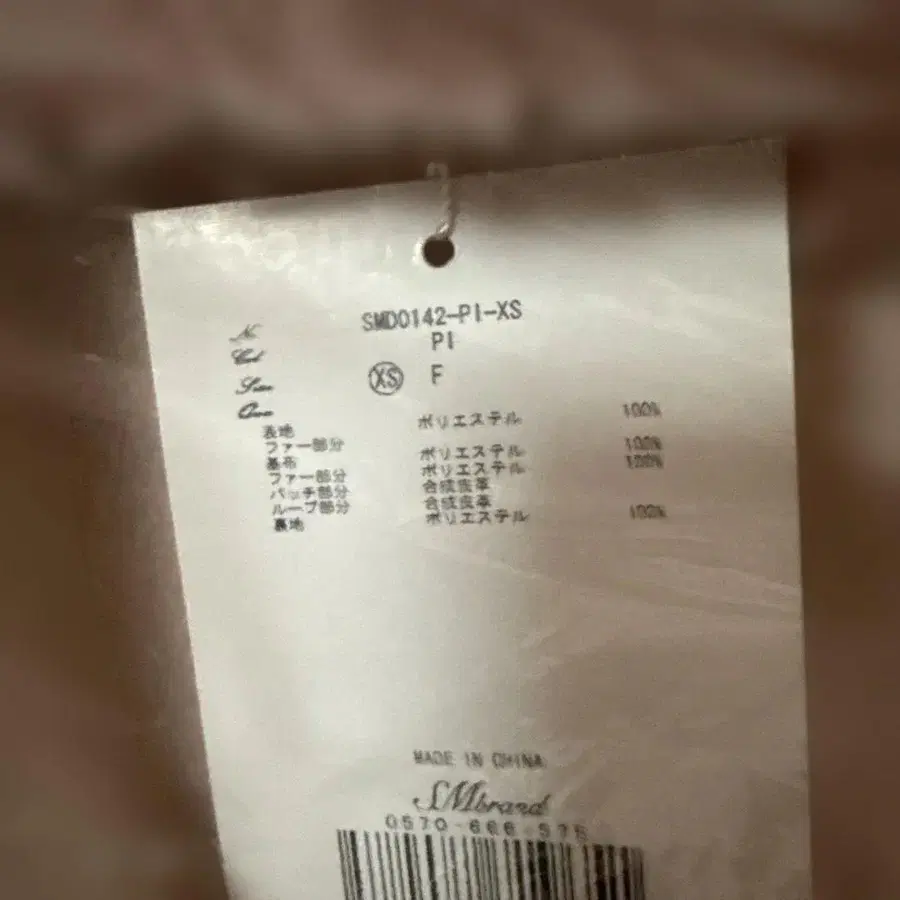 No. SMD0142-PI-XS
Col. PI
Size XS F
表地 ポリエステル 100%
ファー部分
基布 ポリエステル 100%
ファー部分 ポリエステル 100%
パッチ部分 合成皮革
ループ部分 合成皮革
裏地 ポリエステル 100%
MADE IN CHINA
SMbrand
0570-666-575